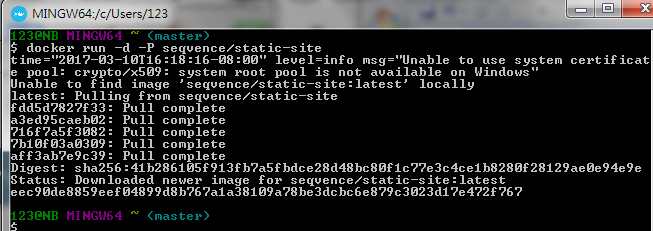 MINGW64:/c/Users/123
123@NB MINGW64 ~ (master)
$ docker run -d -P seqvence/static-site
time="2017-03-10T16:18:16-08:00" level=info msg="Unable to use system certificat
e pool: crypto/x509: system root pool is not available on Windows"
Unable to find image 'seqvence/static-site:latest' locally
latest: Pulling from seqvence/static-site
fdd5d7827f33: Pull complete
a3ed95caeb02: Pull complete
716f7a5f3082: Pull complete
7b10f03a0309: Pull complete
aff3ab7e9c39: Pull complete
Digest: sha256:41b286105f913fb7a5fbdce28d48bc80f1c77e3c4ce1b8280f28129ae0e94e9e
Status: Downloaded newer image for seqvence/static-site:latest
eec90de8859eef04899d8b767a1a38109a78be3dcbc6e879c3023d17e472f767
123@NB MINGW64 ~ (master)
$